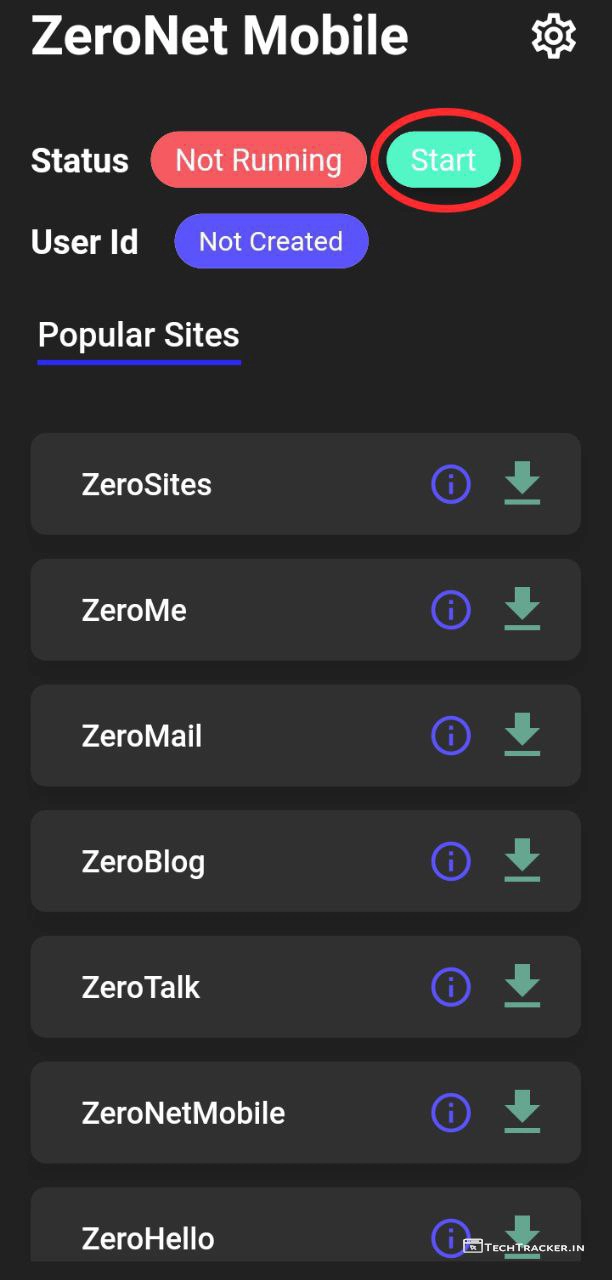 ZeroNet Mobile
Status Not Running Start
User Id Not Created
Popular Sites
ZeroSites
ZeroMe
ZeroMail
ZeroBlog
ZeroTalk
ZeroNetMobile
ZeroHello
TECHTRACKER.IN